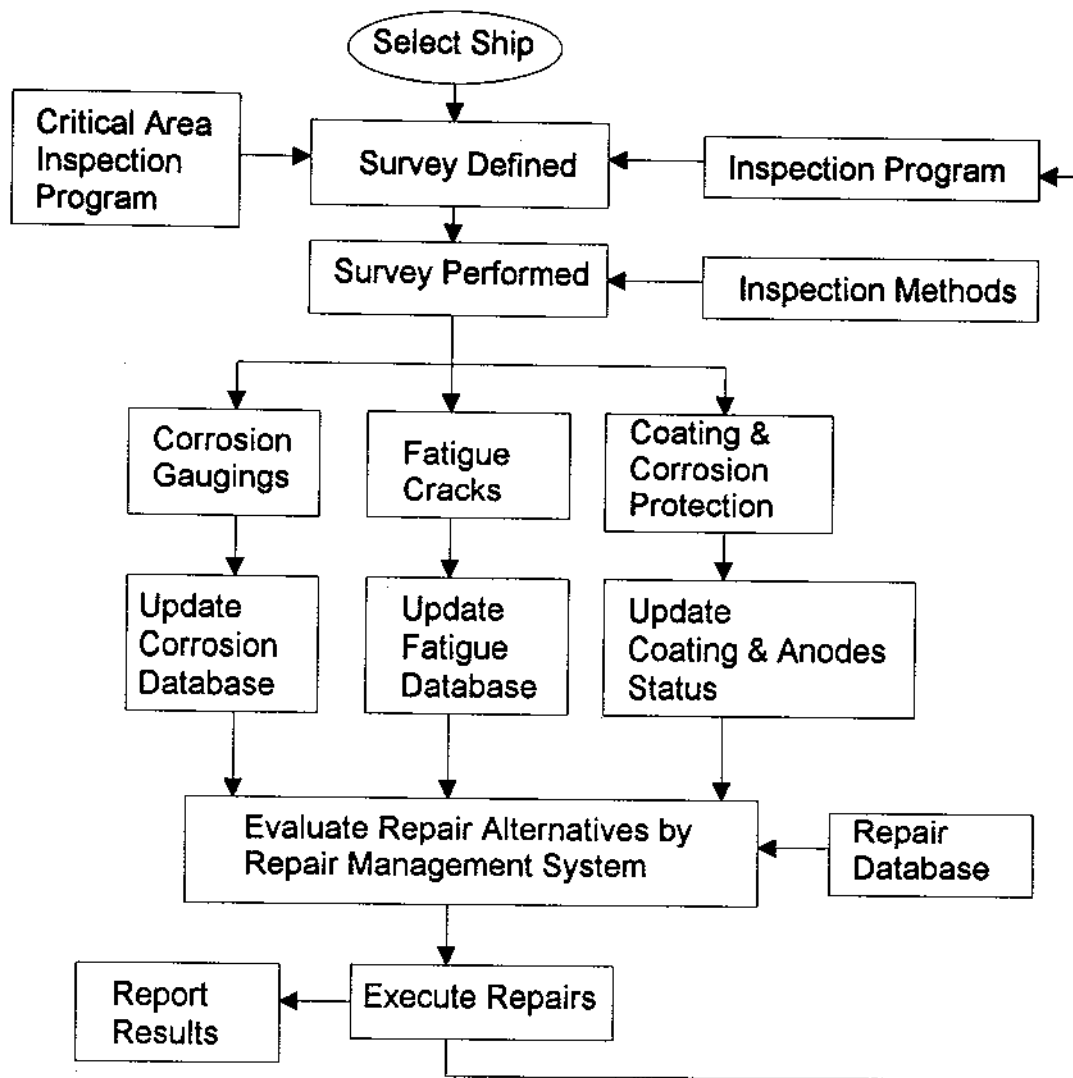 Select Ship
Critical Area
Inspection
Program
Survey Defined
Inspection Program
Survey Performed
Inspection Methods
Corrosion
Gaugings
Fatigue
Cracks
Coating &
Corrosion
Protection
Update
Corrosion
Database
Update
Fatigue
Database
Update
Coating & Anodes
Status
Evaluate Repair Alternatives by
Repair Management System
Repair
Database
Report
Results
Execute Repairs